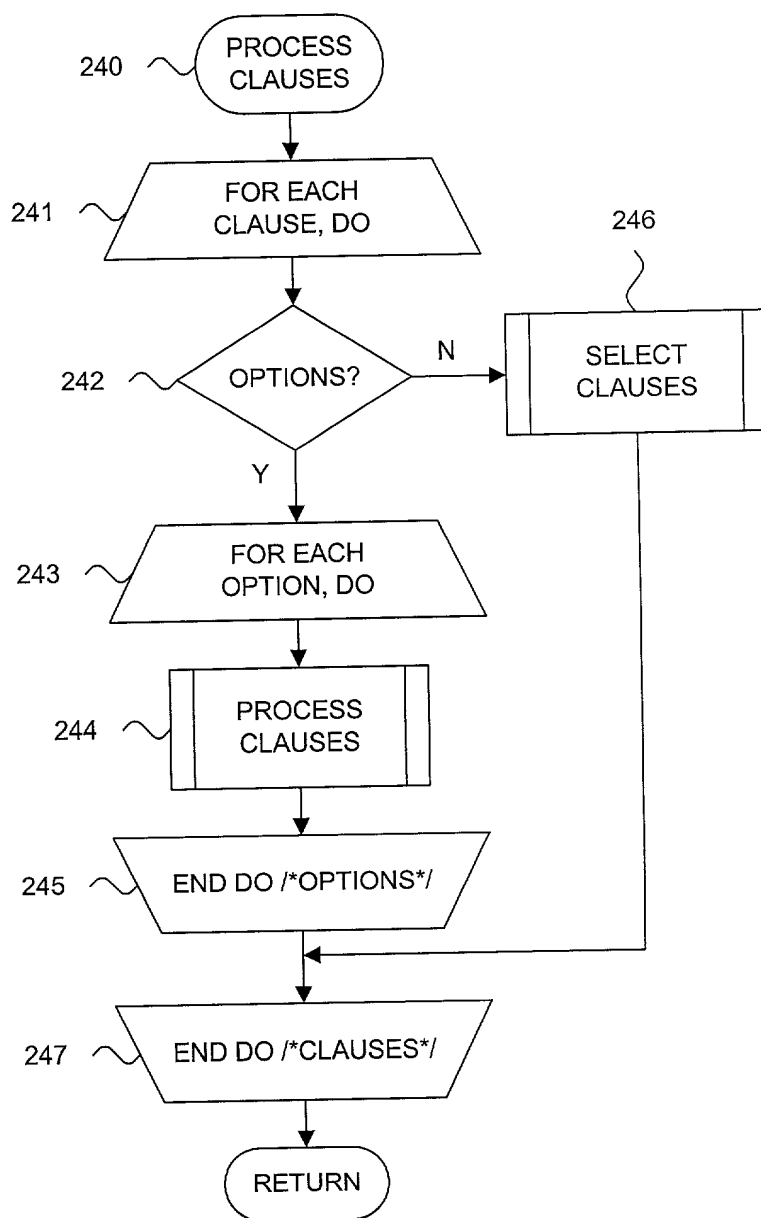 240
PROCESS
CLAUSES
241
FOR EACH
CLAUSE, DO
246
242
OPTIONS?
N
SELECT
CLAUSES
Y
243
FOR EACH
OPTION, DO
244
PROCESS
CLAUSES
245
END DO /*OPTIONS*/
247
END DO /*CLAUSES*/
RETURN